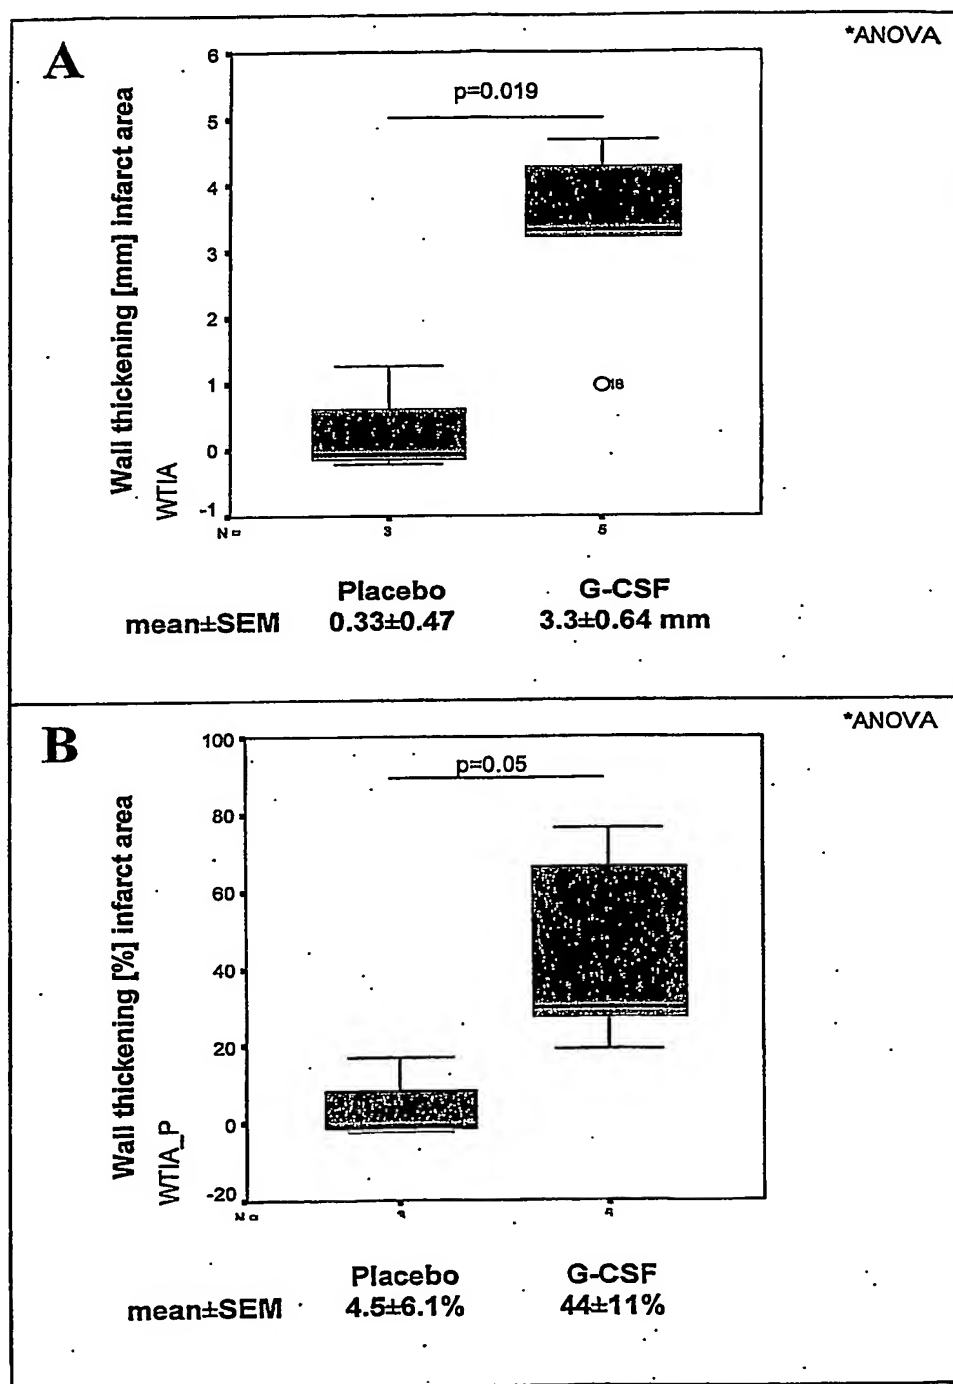 A
*ANOVA
Wall thickening [mm] infarct area
WTIA
6
5
4
3
2
1
0
-1
p=0.019
18
N =
3
5
Placebo
G-CSF
mean±SEM
0.33±0.47
3.3±0.64 mm
B
*ANOVA
Wall thickening [%] infarct area
WTIA_P
100
80
60
40
20
0
-20
p=0.05
Placebo
G-CSF
mean±SEM
4.5±6.1%
44±11%